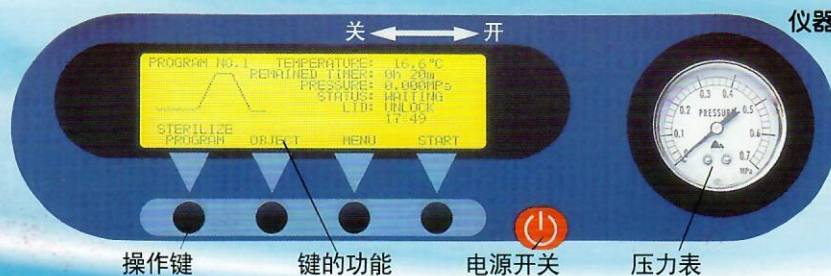 关 开
仪器
PROGRAM NO.1 TEMPERATURE: 16.6℃
REMAINED TIMER: 0h 20m
PRESSURE: 0.000MPa
STATUS: WAITING
LID: UNLOCK
17-49
STERILIZE
PROGRAM OBJECT MENU START
0 0.1 0.2 0.3 0.4 0.5 0.6 0.7
PRESSURE
MPa
操作键 键的功能 电源开关 压力表